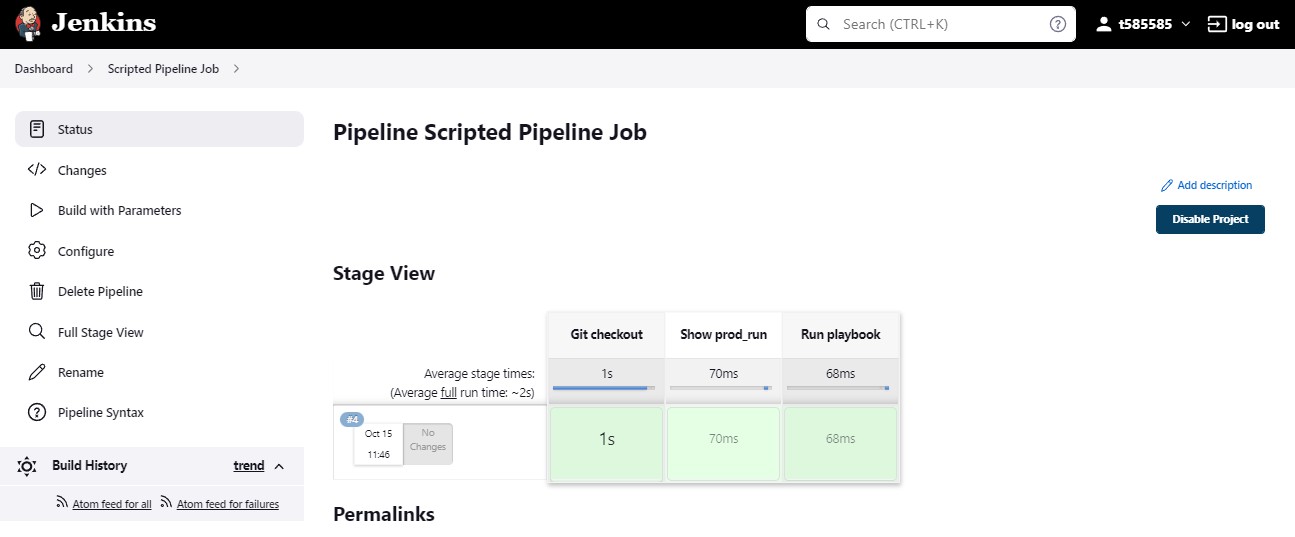 Jenkins
Search (CTRL+K)
t585585
log out
Dashboard
Scripted Pipeline Job
Status
Changes
Build with Parameters
Configure
Delete Pipeline
Full Stage View
Rename
Pipeline Syntax
Build History
trend
Atom feed for all
Atom feed for failures
Pipeline Scripted Pipeline Job
Add description
Disable Project
Stage View
Git checkout
Show prod_run
Run playbook
Average stage times:
(Average full run time: ~2s)
1s
70ms
68ms
#4
Oct 15
11:46
No
Changes
1s
70ms
68ms
Permalinks